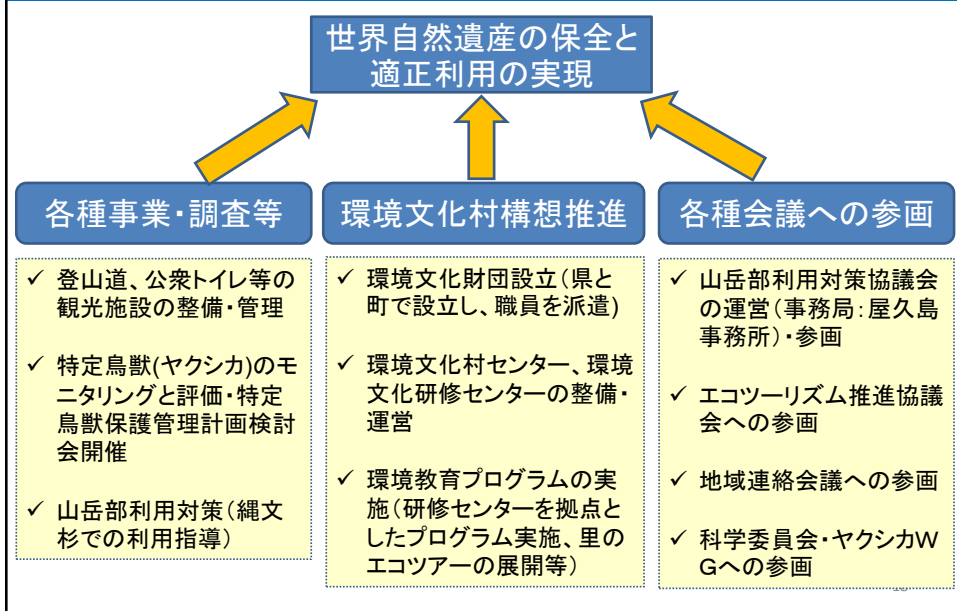 世界自然遺産の保全と
適正利用の実現
各種事業・調査等
✓ 登山道、公衆トイレ等の
観光施設の整備・管理
✓ 特定鳥獣(ヤクシカ)のモ
ニタリングと評価・特定
鳥獣保護管理計画検討
会開催
✓ 山岳部利用対策（縄文
杉での利用指導）
環境文化村構想推進
✓ 環境文化財団設立（県と
町で設立し、職員を派遣)
✓ 環境文化村センター、環境
文化研修センターの整備・
運営
✓ 環境教育プログラムの実
施（研修センターを拠点と
したプログラム実施、里の
エコツアーの展開等）
各種会議への参画
✓ 山岳部利用対策協議会
の運営（事務局：屋久島
事務所）・参画
✓ エコツーリズム推進協議
会への参画
✓ 地域連絡会議への参画
✓ 科学委員会・ヤクシカＷ
Ｇへの参画